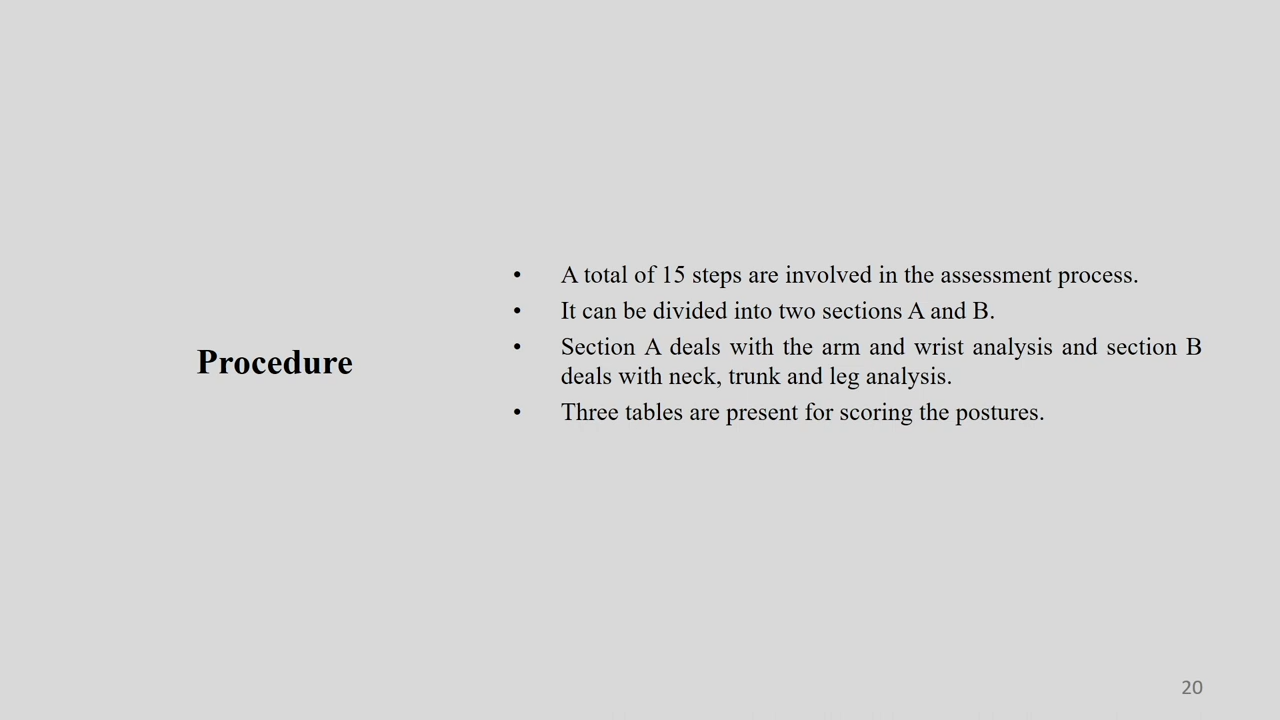 Procedure
• A total of 15 steps are involved in the assessment process.
• It can be divided into two sections A and B.
• Section A deals with the arm and wrist analysis and section B
deals with neck, trunk and leg analysis.
• Three tables are present for scoring the postures.
20